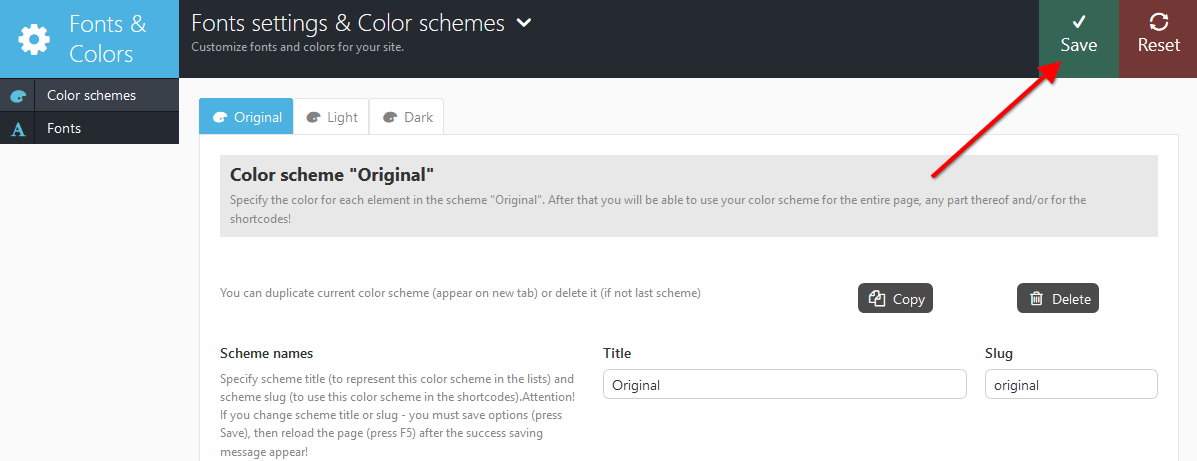 Fonts & Colors
Fonts settings & Color schemes
Customize fonts and colors for your site.
Save
Reset
Color schemes
Fonts
Original
Light
Dark
Color scheme "Original"
Specify the color for each element in the scheme "Original". After that you will be able to use your color scheme for the entire page, any part thereof and/or for the
shortcodes!
You can duplicate current color scheme (appear on new tab) or delete it (if not last scheme)
Copy
Delete
Scheme names
Specify scheme title (to represent this color scheme in the lists) and
scheme slug (to use this color scheme in the shortcodes).Attention!
If you change scheme title or slug - you must save options (press
Save), then reload the page (press F5) after the success saving
message appear!
Title
Original
Slug
original